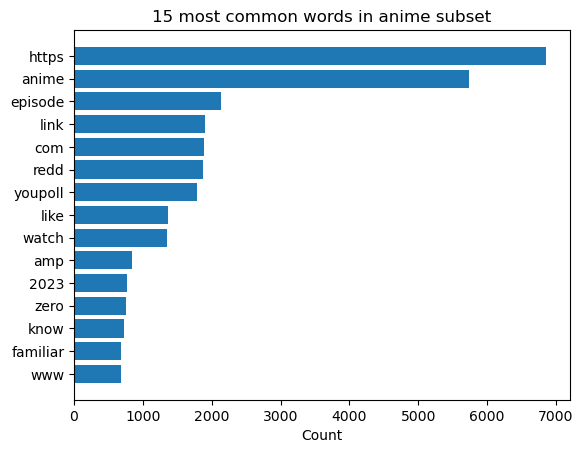 15 most common words in anime subset
https
anime
episode
link
com
redd
youpoll
like
watch
amp
2023
zero
know
familiar
www
0 1000 2000 3000 4000 5000 6000 7000
Count